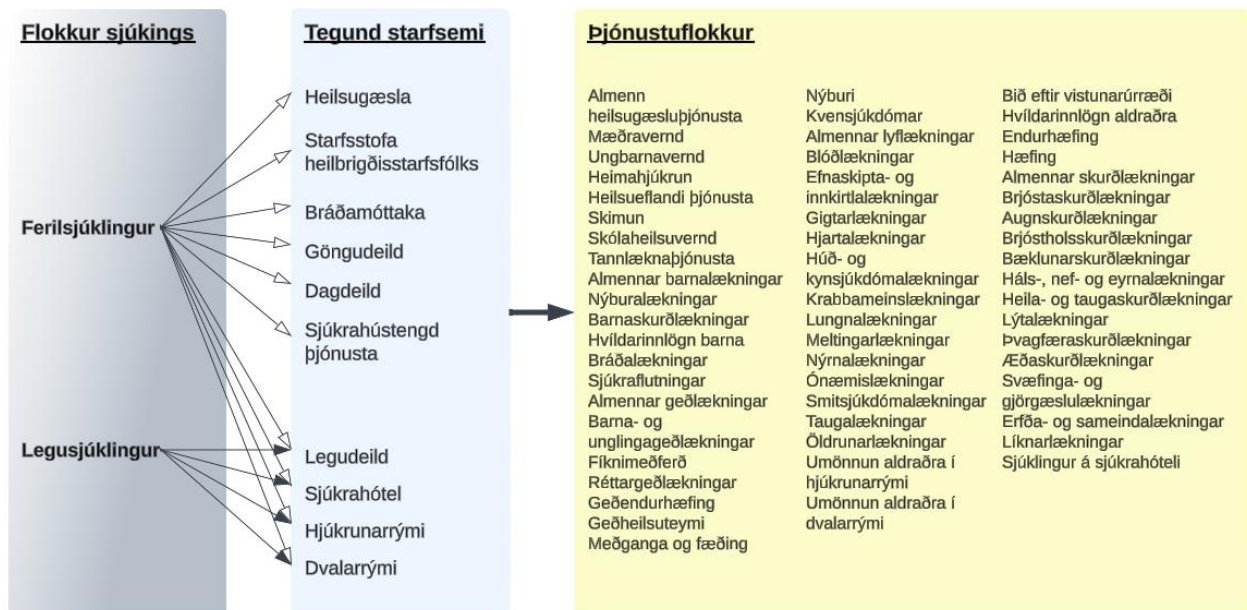 Flokkur sjúkings
Ferilsjúklingur
Legusjúklingur
Tegund starfsemi
Heilsugæsla
Starfsstofa
heilbrigðisstarfsfólks
Bráðamóttaka
Göngudeild
Dagdeild
Sjúkrahústengd
þjónusta
Legudeild
Sjúkrahótel
Hjúkrunarrými
Dvalarrými
Þjónustuflokkur
Almenn
heilsugæsluþjónusta
Mæðravernd
Ungbarnavernd
Heimahjúkrun
Heilsueflandi þjónusta
Skimun
Skólaheilsuvernd
Tannlæknaþjónusta
Almennar barnalækningar
Nýburalækningar
Barnaskurðlækningar
Hvíldarinnlögn barna
Bráðalækningar
Sjúkraflutningar
Almennar geðlækningar
Barna- og
unglingageðlækningar
Fíknimeðferð
Réttargeðlækningar
Geðendurhæfing
Geðheilsuteymi
Meðganga og fæðing
Nýburi
Kvensjúkdómar
Almennar lyflækningar
Blóðlækningar
Efnaskipta- og
innkirtlalækningar
Gigtarlækningar
Hjartalækningar
Húð- og
kynsjúkdómalækningar
Krabbameinslækningar
Lungnalækningar
Meltingarlækningar
Nýrnalækningar
Ónæmislækningar
Smitsjúkdómalækningar
Taugalækningar
Öldrunarlækningar
Umönnun aldraðra í
hjúkrunarrými
Umönnun aldraðra í
dvalarrými
Bið eftir vistunarúrræði
Hvíldarinnlögn aldraðra
Endurhæfing
Hæfing
Almennar skurðlækningar
Brjóstaskurðlækningar
Augnskurðlækningar
Brjóstholsskurðlækningar
Bæklunarskurðlækningar
Háls-, nef- og eyrnalækningar
Heila- og taugaskurðlækningar
Lýtalækningar
Þvagfæraskurðlækningar
Æðaskurðlækningar
Svæfinga- og
gjörgæslulækningar
Erfða- og sameindalækningar
Líknarlækningar
Sjúklingur á sjúkrahóteli